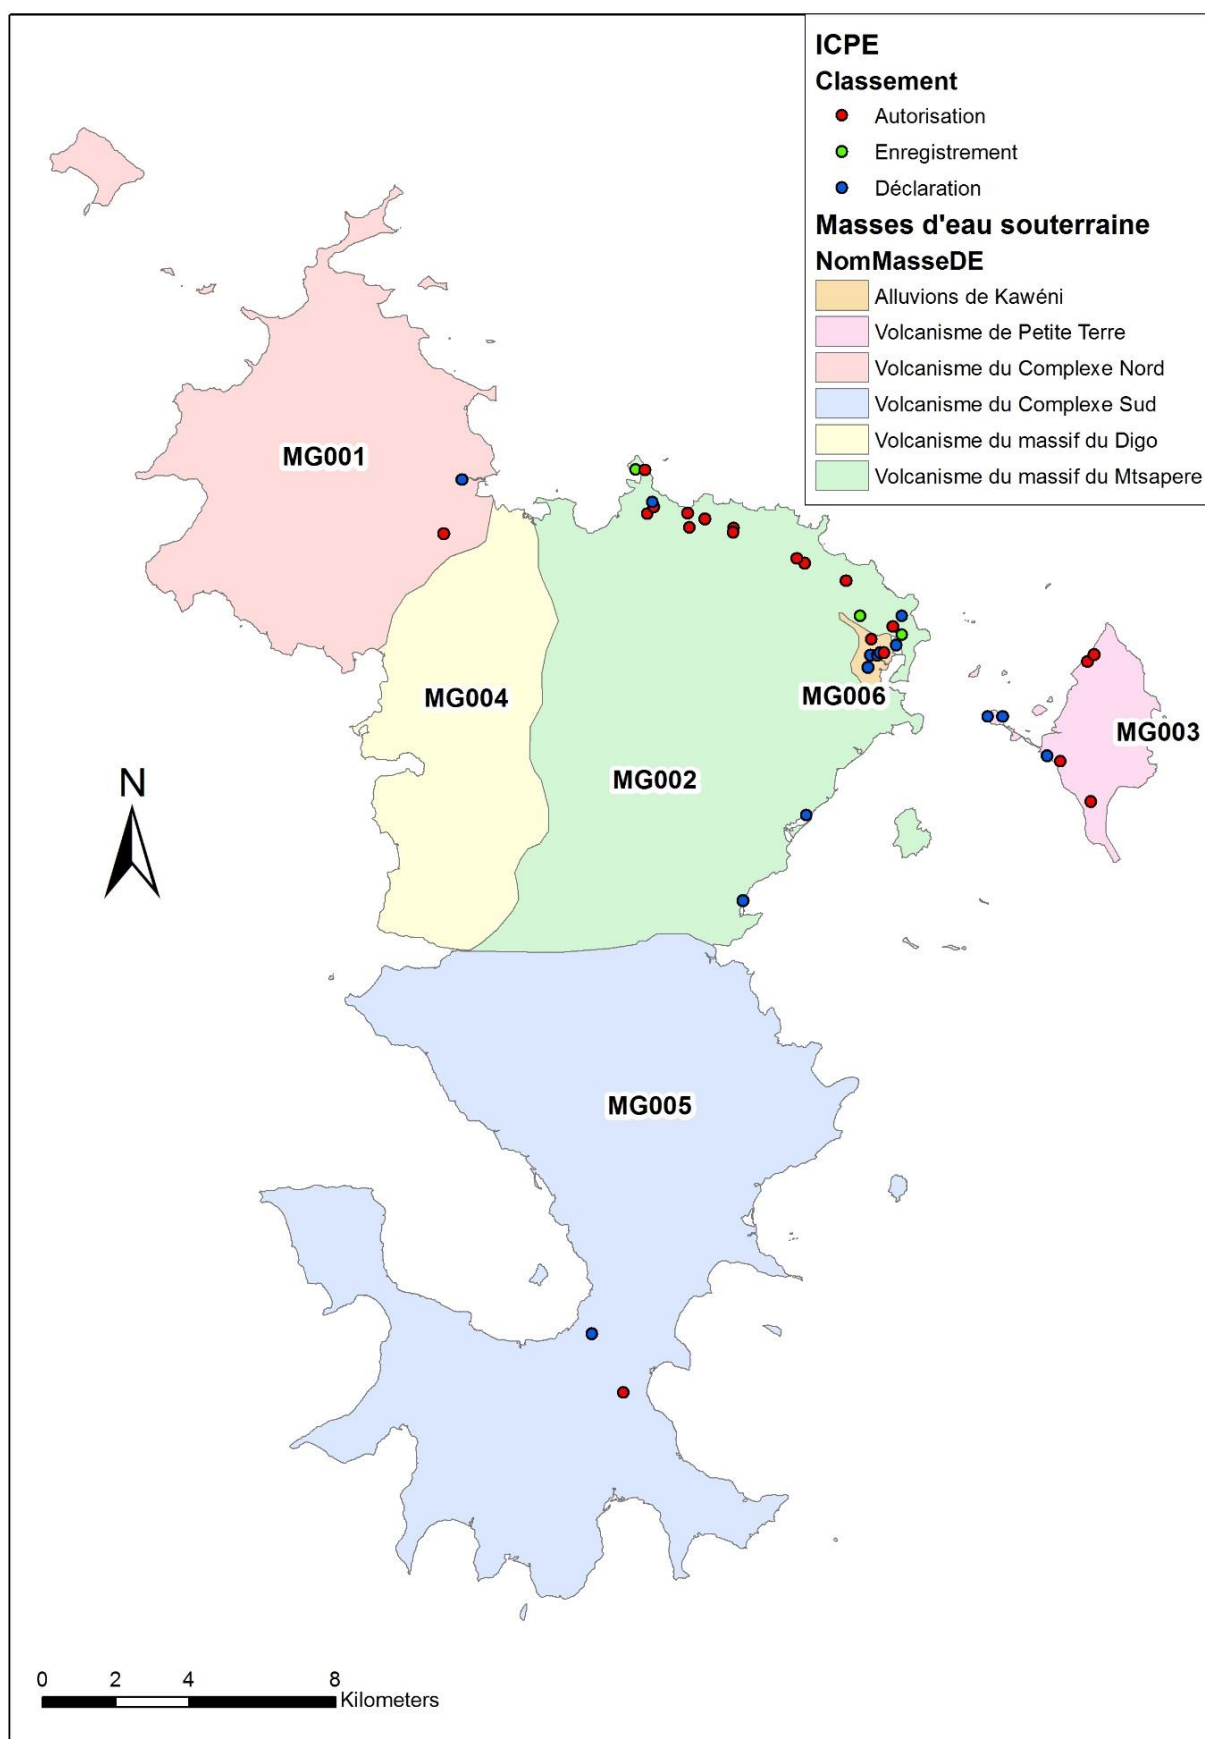 ICPE
Classement
Autorisation
Enregistrement
Déclaration
Masses d'eau souterraine
NomMasseDE
Alluvions de Kawéni
Volcanisme de Petite Terre
Volcanisme du Complexe Nord
Volcanisme du Complexe Sud
Volcanisme du massif du Digo
Volcanisme du massif du Mtsapere
MG001
MG004
MG006
MG003
MG002
N
MG005
0 2 4 8
Kilometers